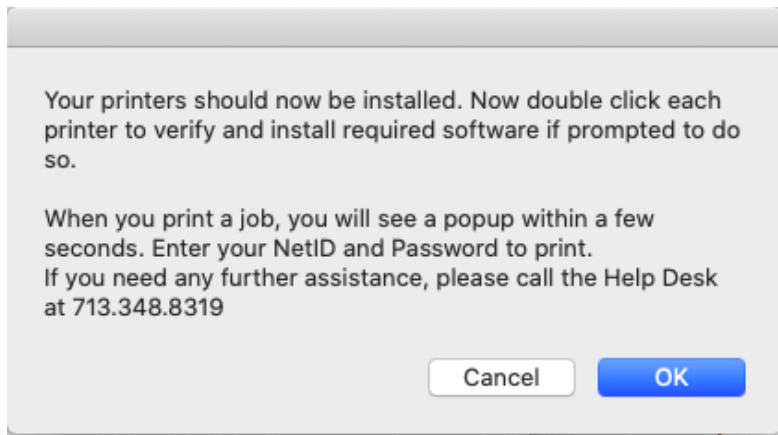 Your printers should now be installed. Now double click each
printer to verify and install required software if prompted to do
so.
When you print a job, you will see a popup within a few
seconds. Enter your NetID and Password to print.
If you need any further assistance, please call the Help Desk
at 713.348.8319
Cancel
OK